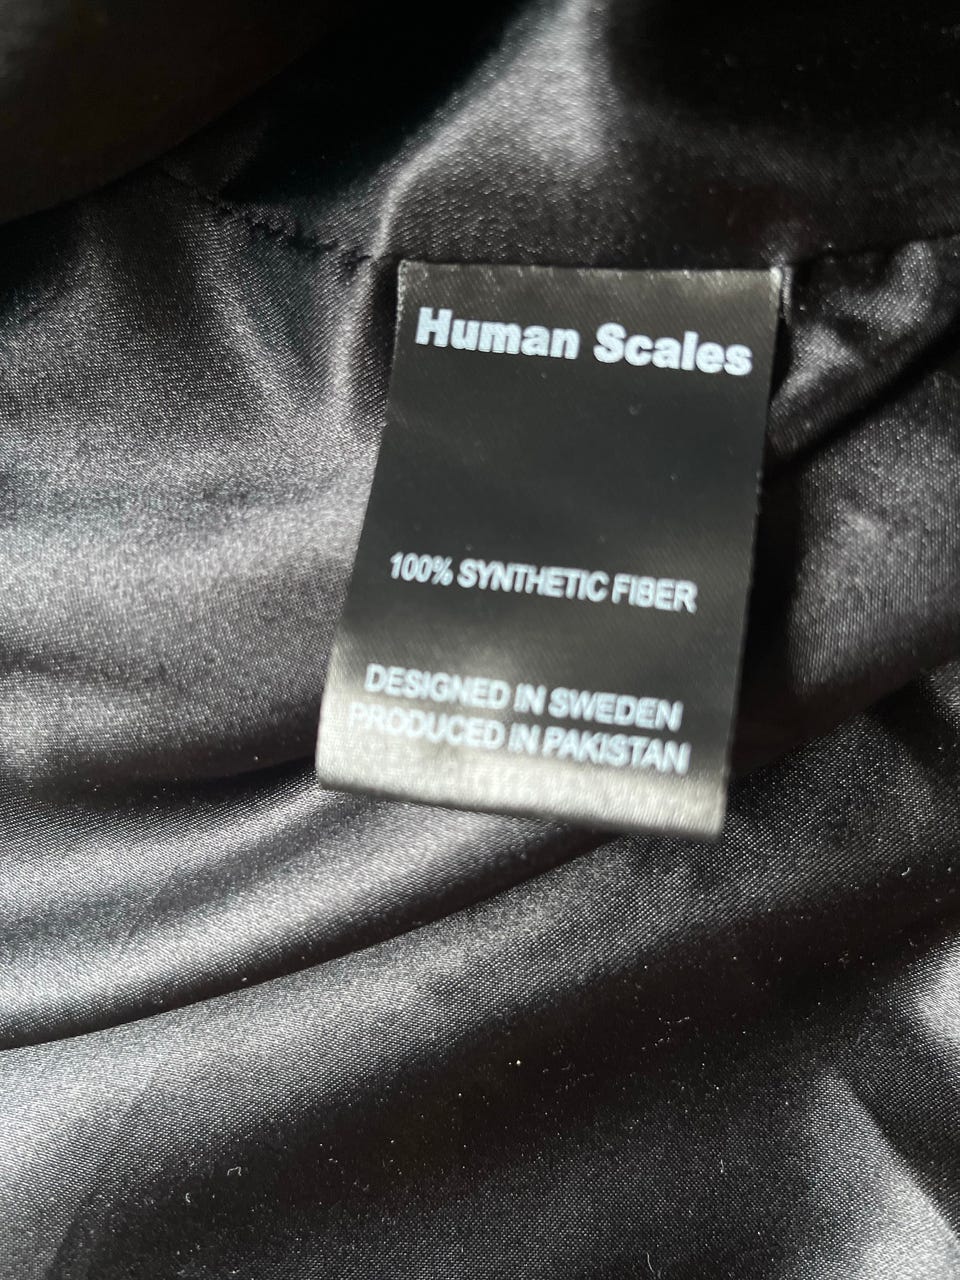 Human Scales
100% SYNTHETIC FIBER
DESIGNED IN SWEDEN
PRODUCED IN PAKISTAN